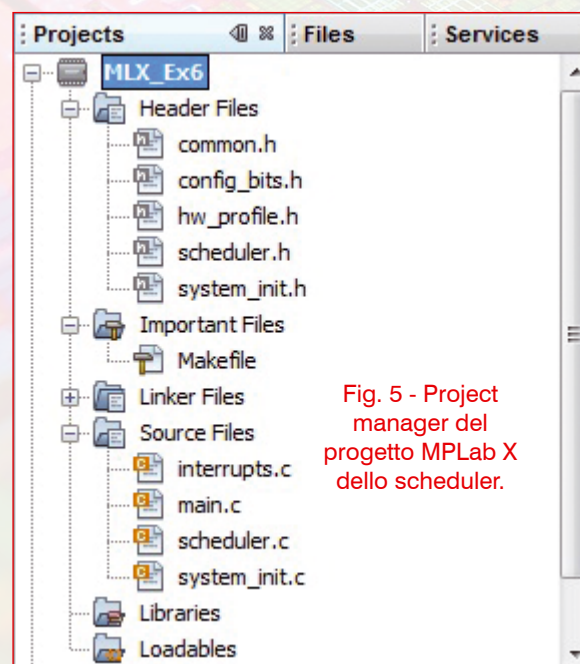 Projects
Files
Services
MLX_Ex6
Header Files
common.h
config_bits.h
hw_profile.h
scheduler.h
system_init.h
Important Files
Makefile
Linker Files
Source Files
interrupts.c
main.c
scheduler.c
system_init.c
Libraries
Loadables
Fig. 5 - Project
manager del
progetto MPLab X
dello scheduler.